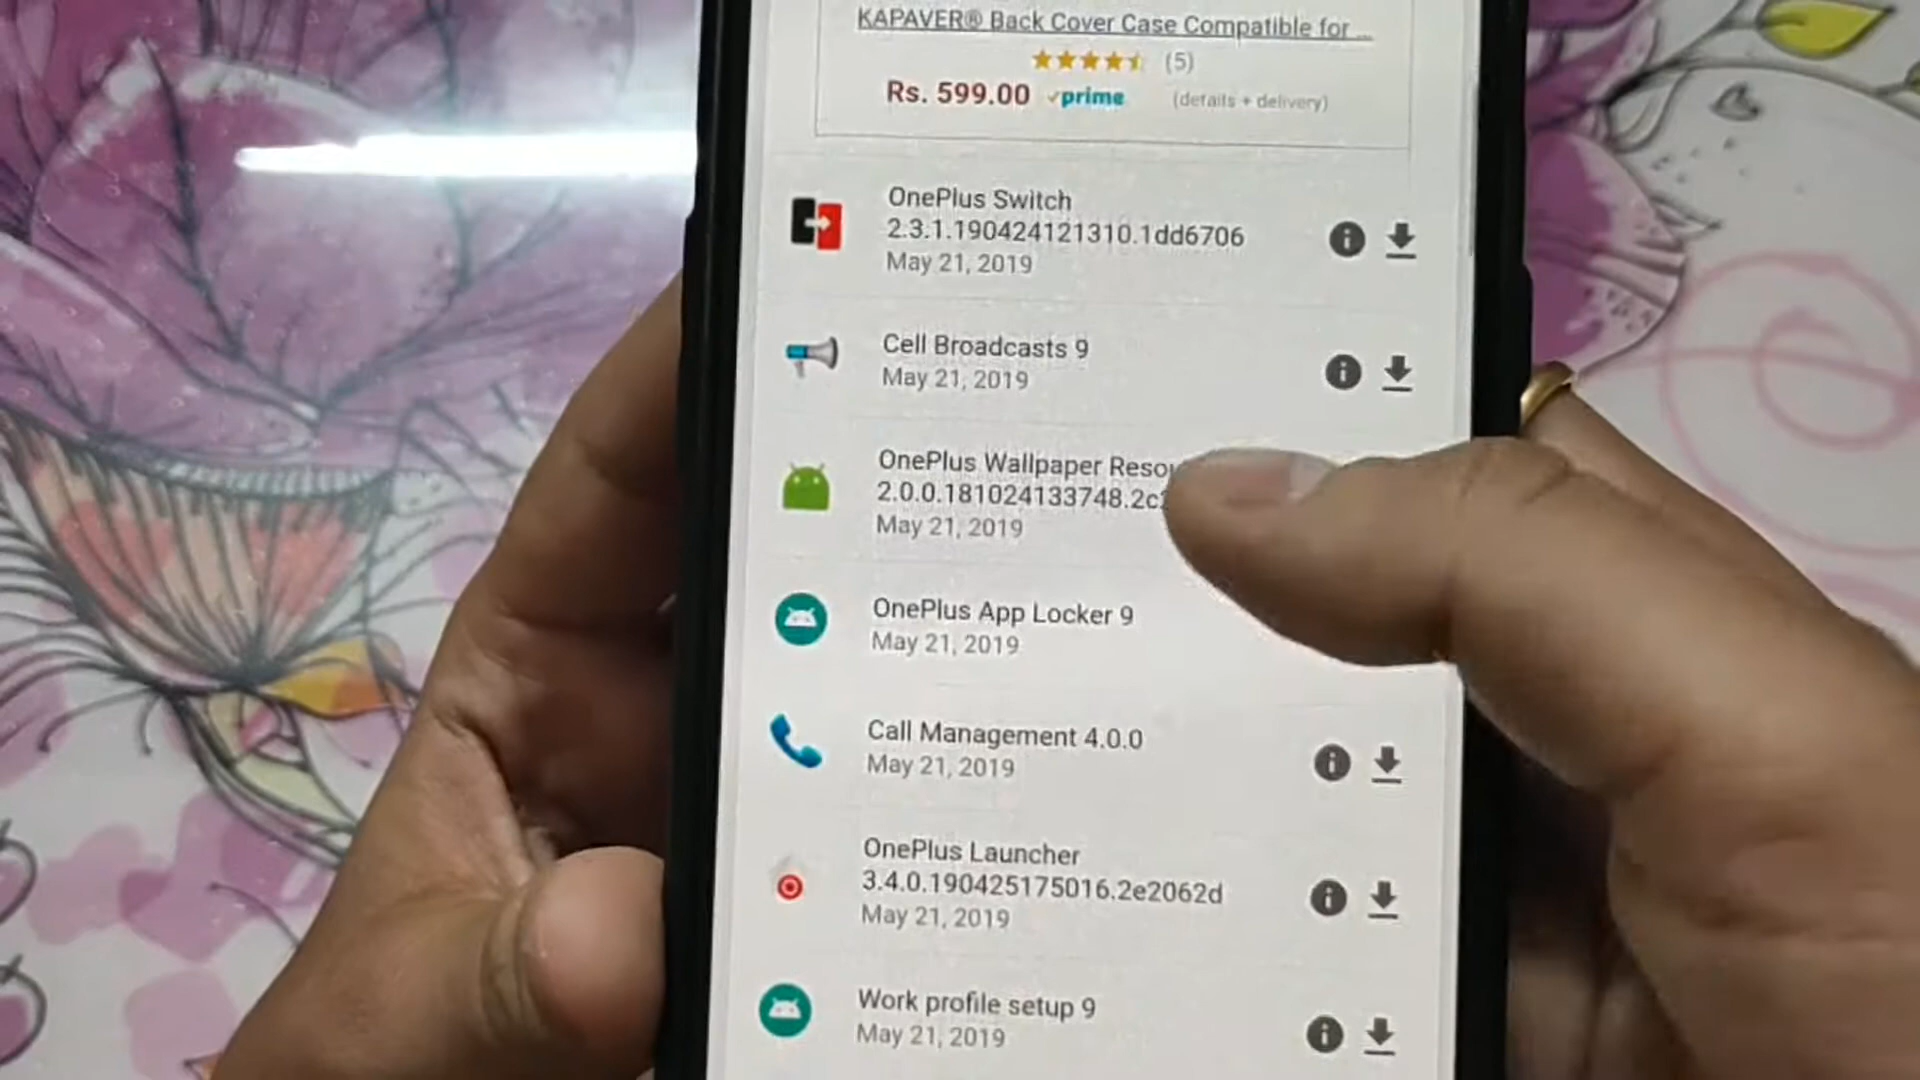 KAPAVER® Back Cover Case Compatible for ...
(5)
Rs. 599.00 prime (details + delivery)
OnePlus Switch
2.3.1.190424121310.1dd6706
May 21, 2019
Cell Broadcasts 9
May 21, 2019
OnePlus Wallpaper
2.0.0.181024133748.2c
May 21, 2019
OnePlus App Locker 9
May 21, 2019
Call Management 4.0.0
May 21, 2019
OnePlus Launcher
3.4.0.190425175016.2e2062d
May 21, 2019
Work profile setup 9
May 21, 2019